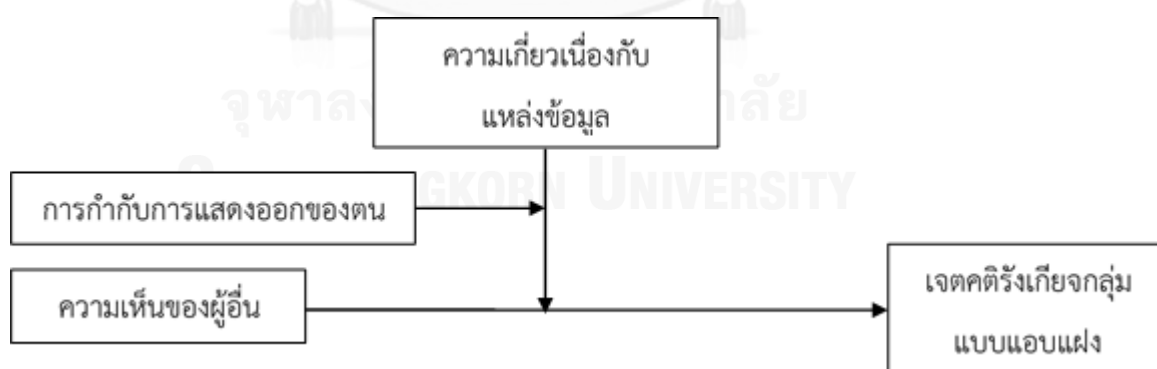 ความเกี่ยวเนื่องกับ
แหล่งข้อมูล
การกำกับการแสดงออกของตน
ความเห็นของผู้อื่น
เจตคติรังเกียจกลุ่ม
แบบแอบแฝง
GKORN UNIVERSITY